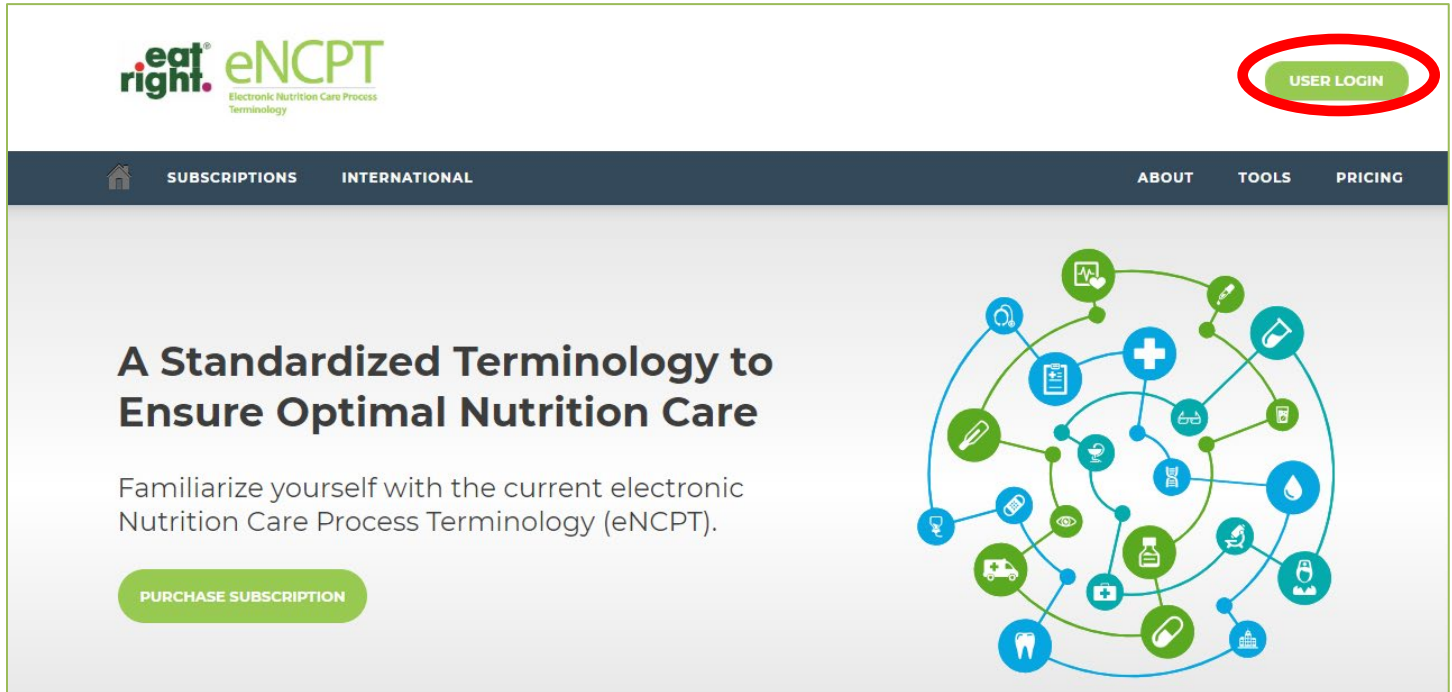 eat®
right.
eNCPT
Electronic Nutrition Care Process
Terminology
USER LOGIN
SUBSCRIPTIONS INTERNATIONAL ABOUT TOOLS PRICING
A Standardized Terminology to
Ensure Optimal Nutrition Care
Familiarize yourself with the current electronic
Nutrition Care Process Terminology (eNCPT).
PURCHASE SUBSCRIPTION